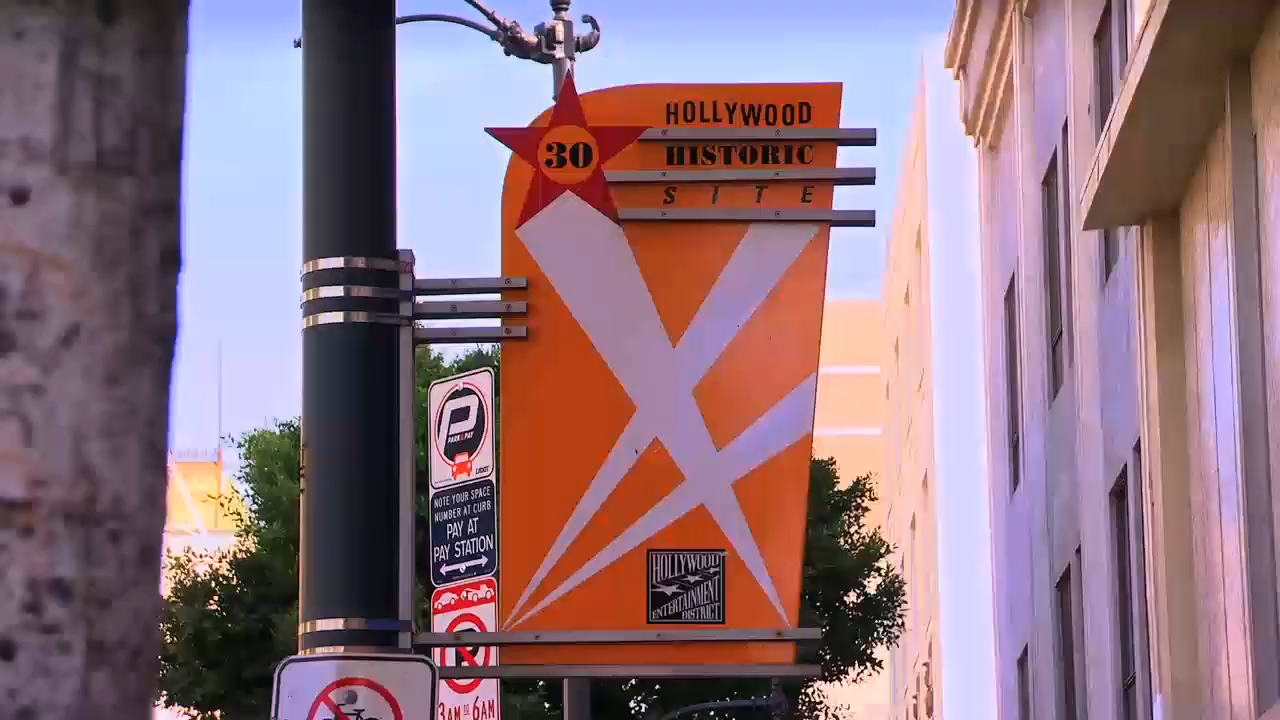 HOLLYWOOD
30
HISTORIC
SITE
P
PARK & PAY
NOTE YOUR SPACE
NUMBER AT CURB
PAY AT
PAY STATION
HOLLYWOOD
ENTERTAINMENT
DISTRICT
3AM TO 6AM